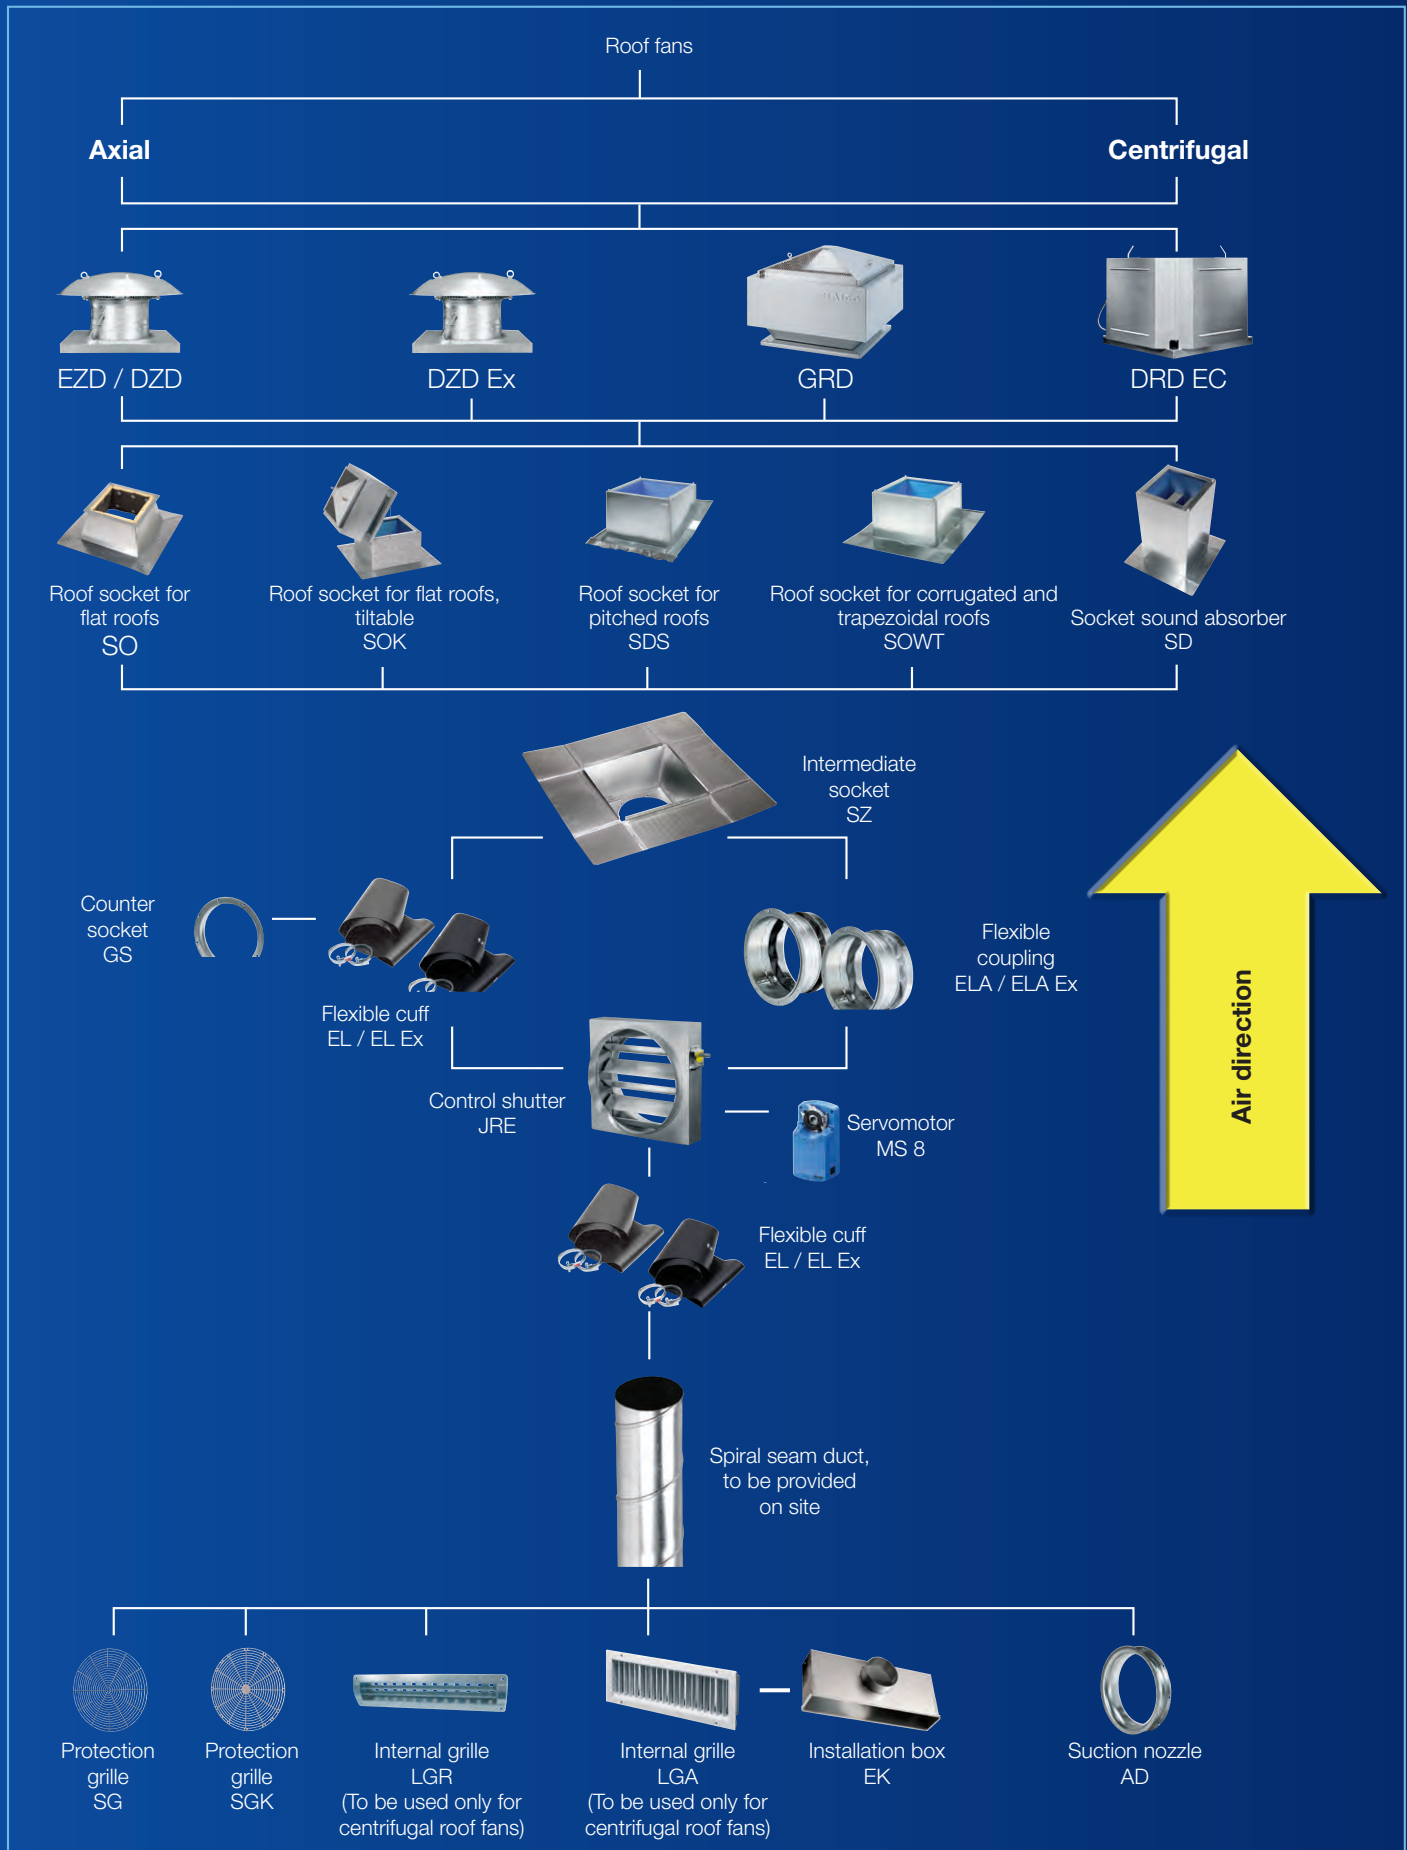 Roof fans
Axial
Centrifugal
EZD / DZD
DZD Ex
GRD
DRD EC
Roof socket for
flat roofs
SO
Roof socket for flat roofs,
tiltable
SOK
Roof socket for
pitched roofs
SDS
Roof socket for corrugated and
trapezoidal roofs
SOWT
Socket sound absorber
SD
Intermediate
socket
SZ
Counter
socket
GS
Flexible cuff
EL / EL Ex
Flexible
coupling
ELA / ELA Ex
Air direction
Control shutter
JRE
Servomotor
MS 8
Flexible cuff
EL / EL Ex
Spiral seam duct,
to be provided
on site
Protection
grille
SG
Protection
grille
SGK
Internal grille
LGR
(To be used only for
centrifugal roof fans)
Internal grille
LGA
(To be used only for
centrifugal roof fans)
Installation box
EK
Suction nozzle
AD